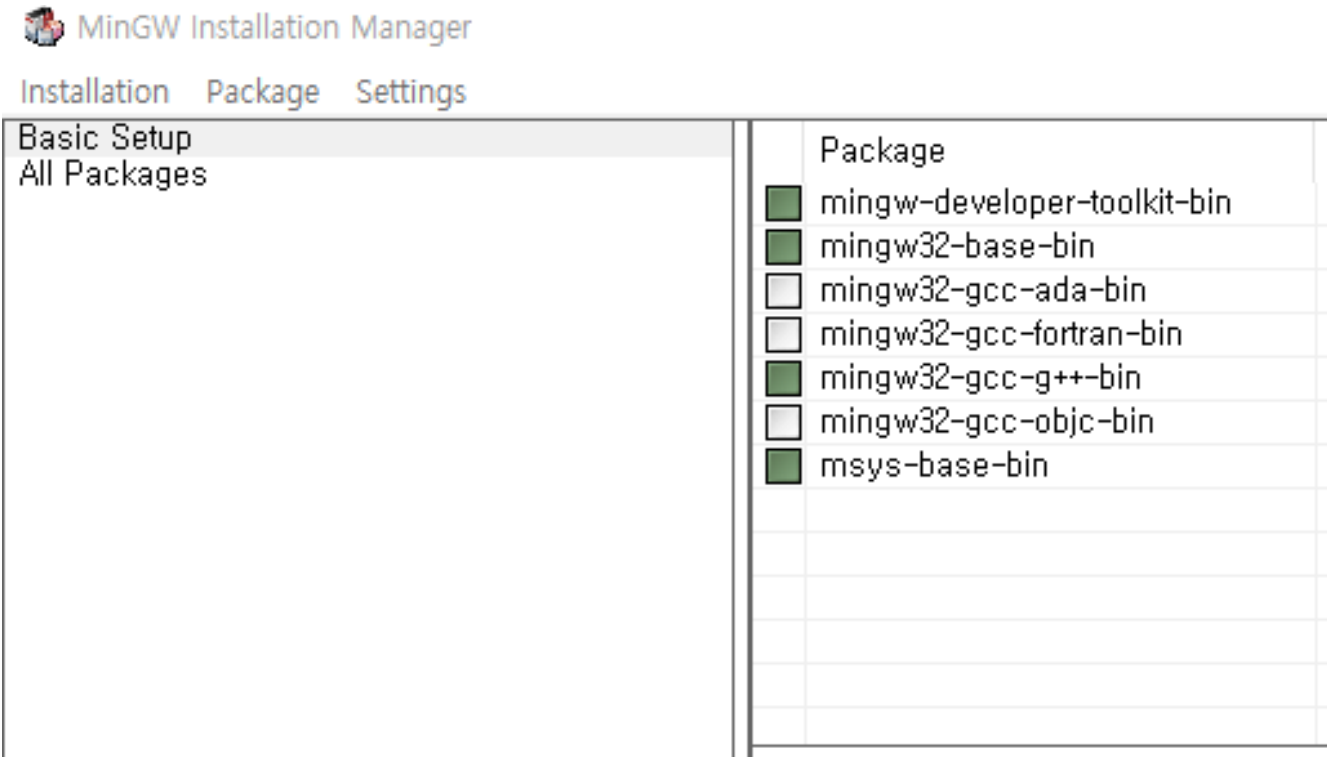 MinGW Installation Manager
Installation Package Settings
Basic Setup
All Packages
Package
mingw-developer-toolkit-bin
mingw32-base-bin
mingw32-gcc-ada-bin
mingw32-gcc-fortran-bin
mingw32-gcc-g++-bin
mingw32-gcc-objc-bin
msys-base-bin